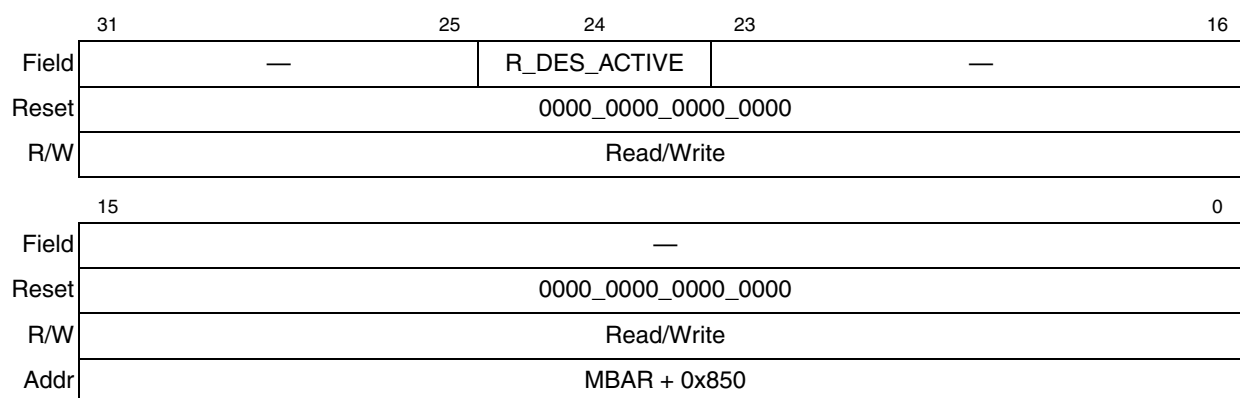 31 25 24 23 16
Field — R_DES_ACTIVE —
Reset 0000_0000_0000_0000
R/W Read/Write
15 0
Field —
Reset 0000_0000_0000_0000
R/W Read/Write
Addr MBAR + 0x850